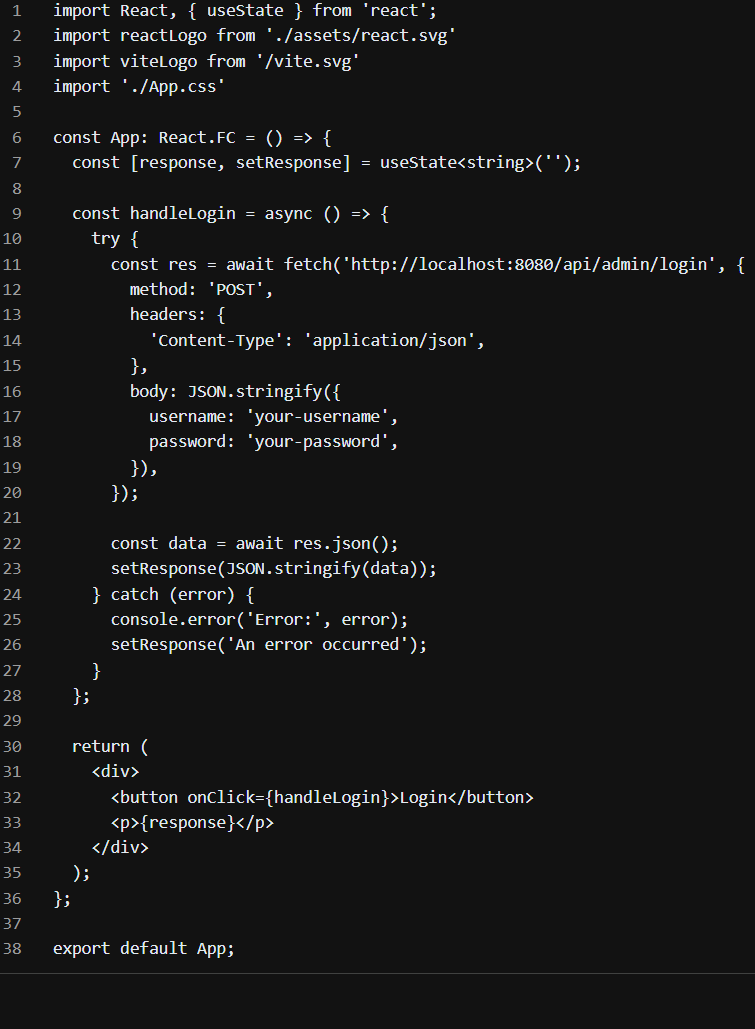 1 import React, { useState } from 'react';
2 import reactLogo from './assets/react.svg'
3 import viteLogo from '/vite.svg'
4 import './App.css'
5
6 const App: React.FC = () => {
7   const [response, setResponse] = useState<string>('');
8
9   const handleLogin = async () => {
10     try {
11       const res = await fetch('http://localhost:8080/api/admin/login', {
12         method: 'POST',
13         headers: {
14           'Content-Type': 'application/json',
15         },
16         body: JSON.stringify({
17           username: 'your-username',
18           password: 'your-password',
19         }),
20       });
21
22       const data = await res.json();
23       setResponse(JSON.stringify(data));
24     } catch (error) {
25       console.error('Error:', error);
26       setResponse('An error occurred');
27     }
28   };
29
30   return (
31     <div>
32       <button onClick={handleLogin}>Login</button>
33       <p>{response}</p>
34     </div>
35   );
36 };
37
38 export default App;